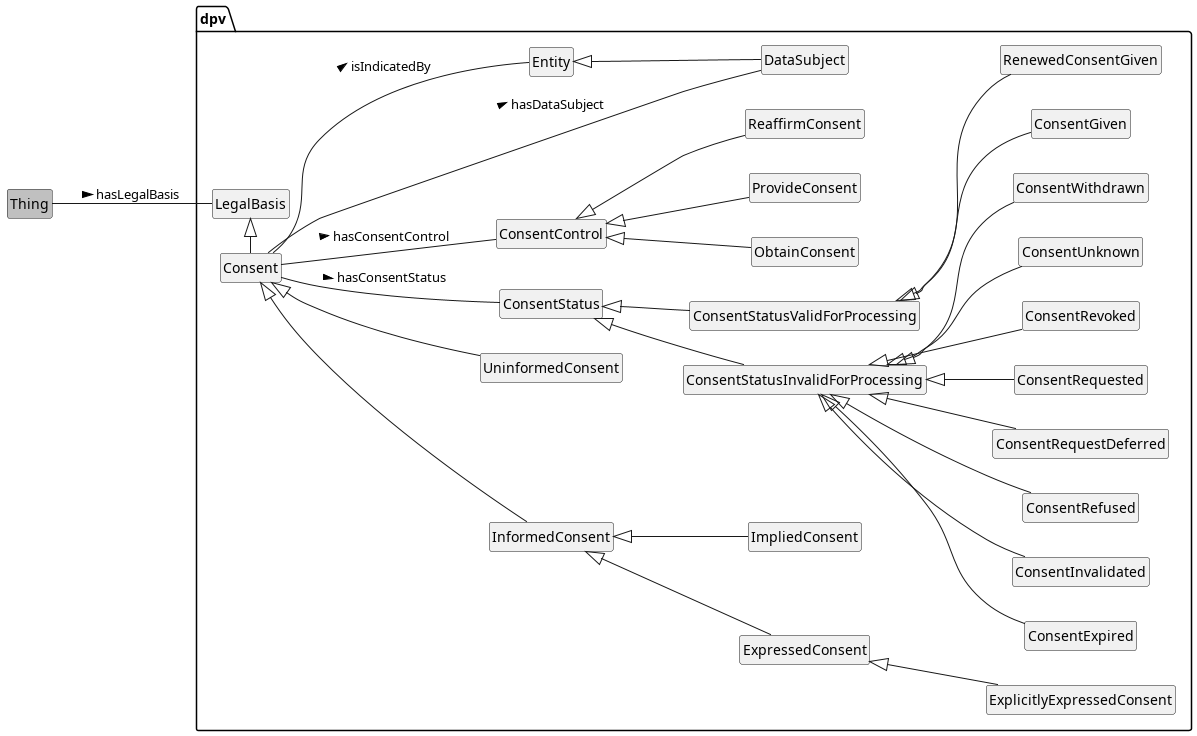 dpv
Thing
hasLegalBasis
LegalBasis
Consent
isIndicatedBy
hasDataSubject
hasConsentControl
hasConsentStatus
Entity
DataSubject
ConsentControl
ReaffirmConsent
ProvideConsent
ObtainConsent
ConsentStatus
ConsentStatusValidForProcessing
RenewedConsentGiven
ConsentGiven
ConsentStatusInvalidForProcessing
ConsentWithdrawn
ConsentUnknown
ConsentRevoked
ConsentRequested
ConsentRequestDeferred
ConsentRefused
ConsentInvalidated
ConsentExpired
UninformedConsent
InformedConsent
ImpliedConsent
ExpressedConsent
ExplicitlyExpressedConsent